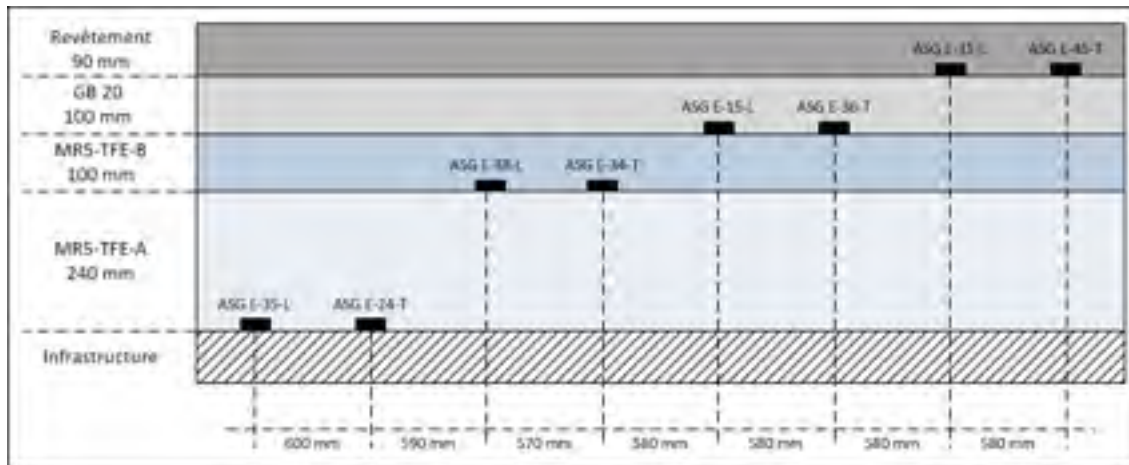 Revêtement
90 mm
ASG E-45-T
GB 20
100 mm
ASG E-15-L
ASG E-36-T
MR5-TFE-B
100 mm
ASG E-34-T
MR5-TFE-A
240 mm
ASG E-35-L
ASG E-24-T
Infrastructure
600 mm
590 mm
570 mm
580 mm
580 mm
580 mm